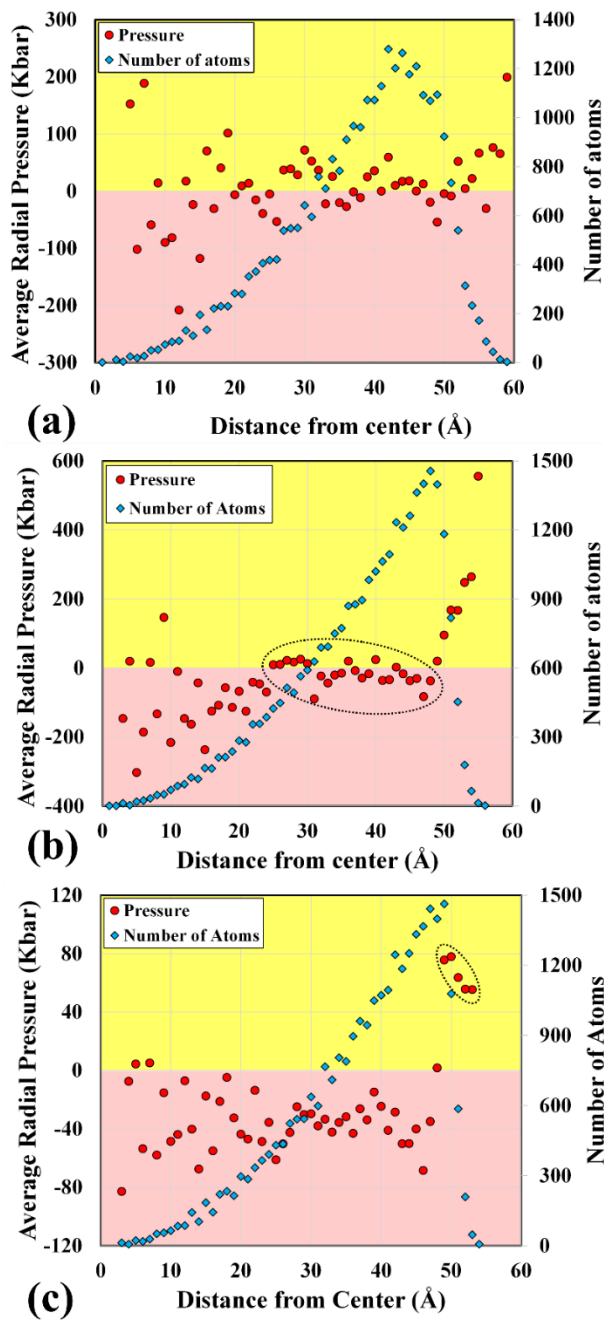 300
200
100
0
-100
-200
-300
Average Radial Pressure (Kbar)
Pressure
Number of atoms
1400
1200
1000
800
600
400
200
0
Number of atoms
0 10 20 30 40 50 60
(a)
Distance from center (Å)
600
400
200
0
-200
-400
Average Radial Pressure (Kbar)
Pressure
Number of Atoms
1500
1200
900
600
300
0
Number of atoms
0 10 20 30 40 50 60
(b)
Distance from center (Å)
120
80
40
0
-40
-80
-120
Average Radial Pressure (Kbar)
Pressure
Number of Atoms
1500
1200
900
600
300
0
Number of Atoms
0 10 20 30 40 50 60
(c)
Distance from Center (Å)